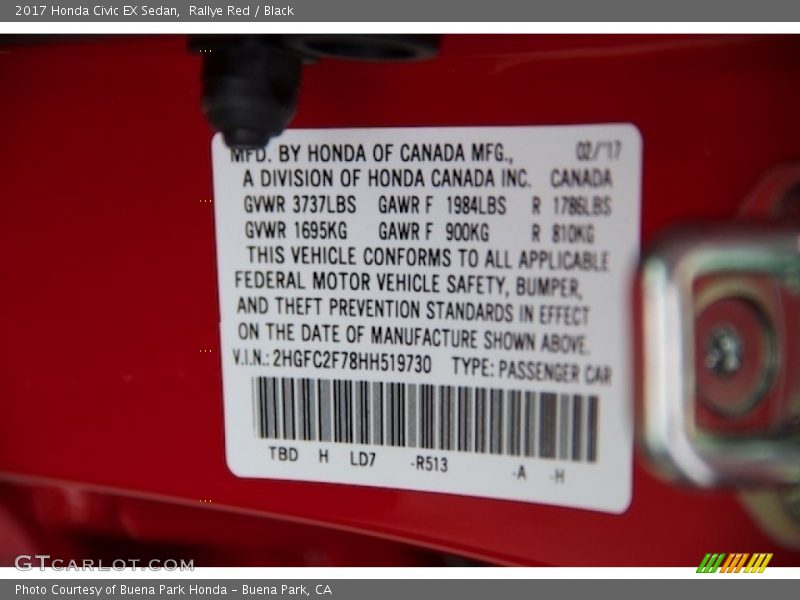 2017 Honda Civic EX Sedan,  Rallye Red / Black
MFD. BY HONDA OF CANADA MFG., 02/'17
A DIVISION OF HONDA CANADA INC. CANADA
GVWR 3737LBS GAWR F 1984LBS R 1786LBS
GVWR 1695KG GAWR F 900KG R 810KG
THIS VEHICLE CONFORMS TO ALL APPLICABLE
FEDERAL MOTOR VEHICLE SAFETY, BUMPER,
AND THEFT PREVENTION STANDARDS IN EFFECT
ON THE DATE OF MANUFACTURE SHOWN ABOVE.
V.I.N.: 2HGFC2F78HH519730 TYPE: PASSENGER CAR
TBD H LD7 -R513 -A -H
GTCARLOT.COM
Photo Courtesy of Buena Park Honda – Buena Park, CA